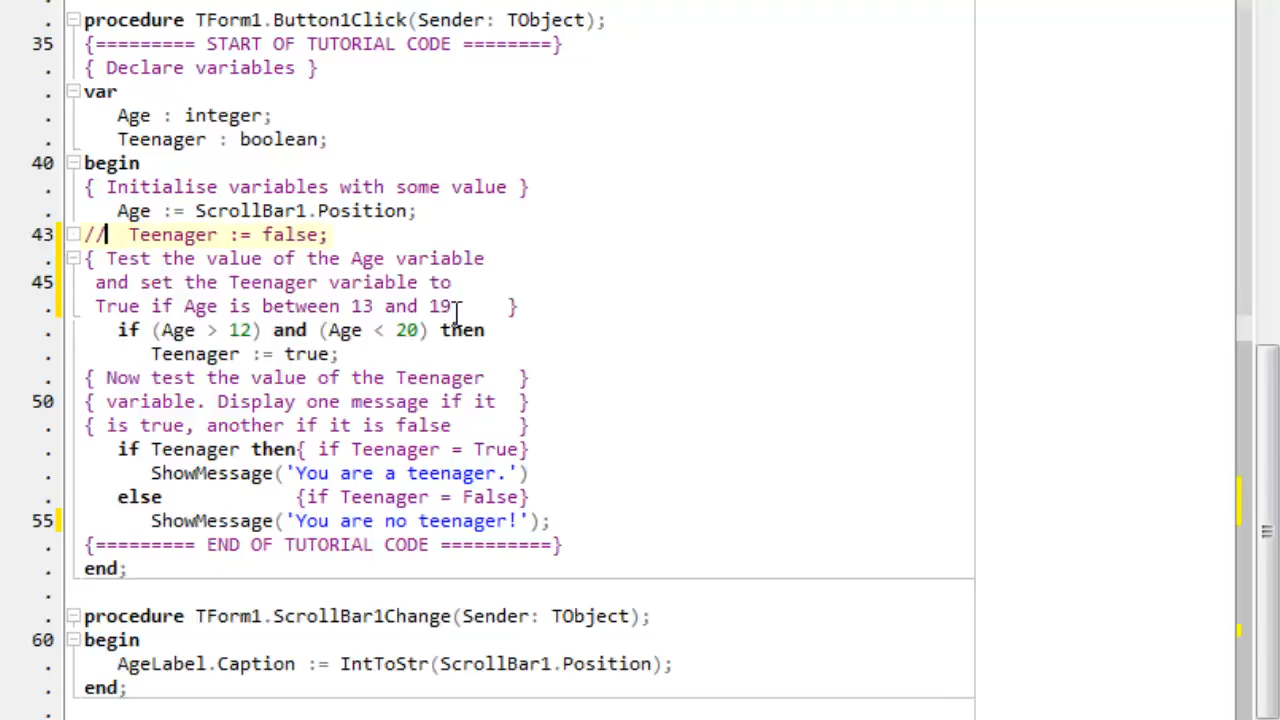 procedure TForm1.Button1Click(Sender: TObject);
35 {========= START OF TUTORIAL CODE ========}
{ Declare variables }
var
Age : integer;
Teenager : boolean;
40 begin
{ Initialise variables with some value }
Age := ScrollBar1.Position;
43 // Teenager := false;
{ Test the value of the Age variable
45 and set the Teenager variable to
True if Age is between 13 and 19 }
if (Age > 12) and (Age < 20) then
Teenager := true;
{ Now test the value of the Teenager }
50 { variable. Display one message if it }
{ is true, another if it is false }
if Teenager then{ if Teenager = True}
ShowMessage('You are a teenager.')
else {if Teenager = False}
55 ShowMessage('You are no teenager!');
{========= END OF TUTORIAL CODE ==========}
end;
procedure TForm1.ScrollBar1Change(Sender: TObject);
60 begin
AgeLabel.Caption := IntToStr(ScrollBar1.Position);
end;